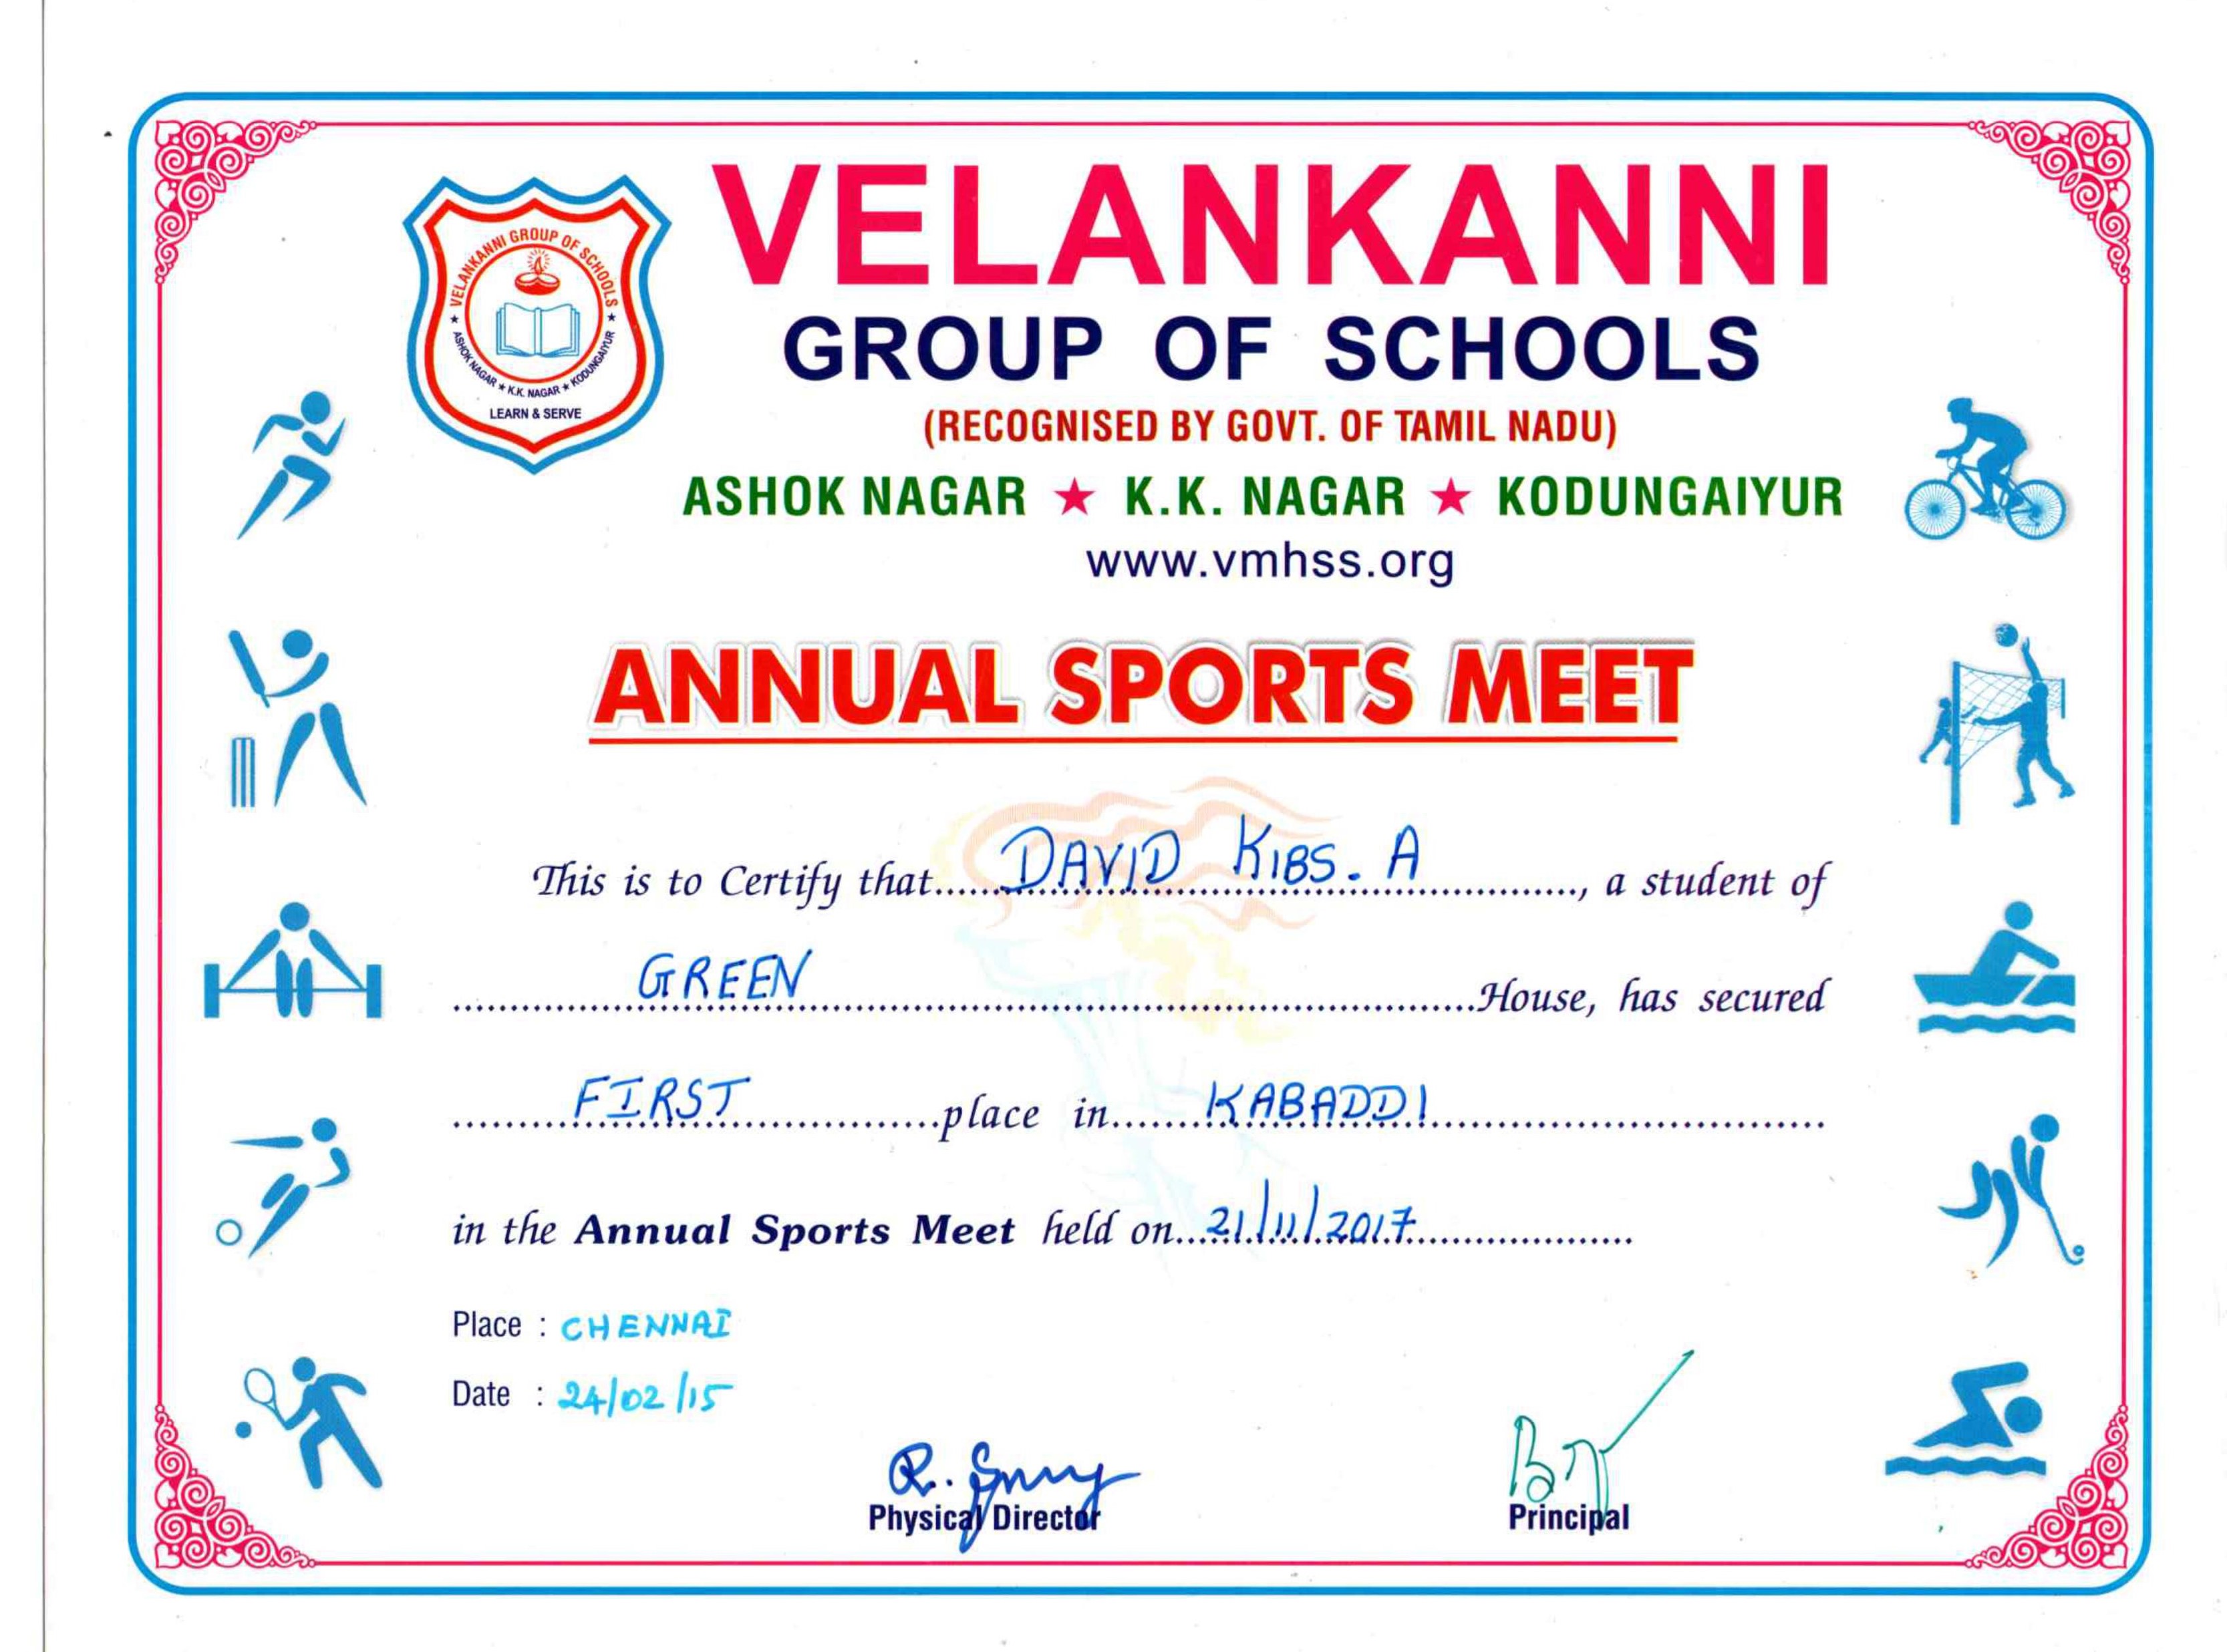 VELANKANNI GROUP OF SCHOOLS
★ ASHOK NAGAR ★ K.K. NAGAR ★ KODUNGAIYUR ★
LEARN & SERVE
VELANKANNI
GROUP OF SCHOOLS
(RECOGNISED BY GOVT. OF TAMIL NADU)
ASHOK NAGAR ★ K.K. NAGAR ★ KODUNGAIYUR
www.vmhss.org
ANNUAL SPORTS MEET
This is to Certify that DAVID KIBS. A, a student of
GREEN House, has secured
FIRST place in KABADDI
in the Annual Sports Meet held on 21/11/2017
Place : CHENNAI
Date : 24/02/15
Physical Director
Principal